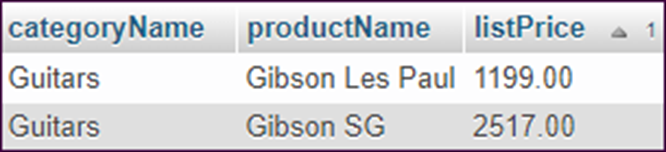 categoryName productName listPrice ▲ 1
Guitars Gibson Les Paul 1199.00
Guitars Gibson SG 2517.00